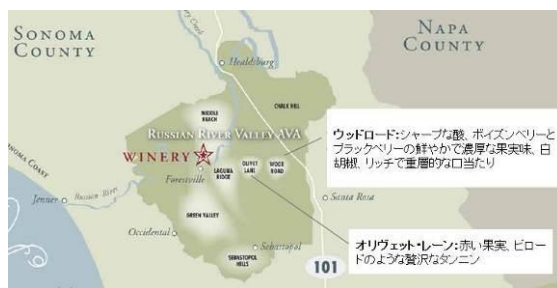 SONOMA
COUNTY
NAPA
COUNTY
Healdsburg
MIDDLE
REACH
CHALK HILL
RUSSIAN RIVER VALLEY AVA
WINERY
Forestville
LAGUNA
RIDGE
OLIVET
LANE
WOOD
ROAD
ウッドロード:シャープな酸、ボイズンベリーと
ブラックベリーの鮮やかで濃厚な果実味、白
胡椒、リッチで重層的な口当たり
SONOMA COAST
Jenner
Russian River
Santa Rosa
GREEN VALLEY
Occidental
Sebastopol
SEBASTOPOL
HILLS
101
オリヴェット・レーン:赤い果実、ビロー
ドのような贅沢なタンニン